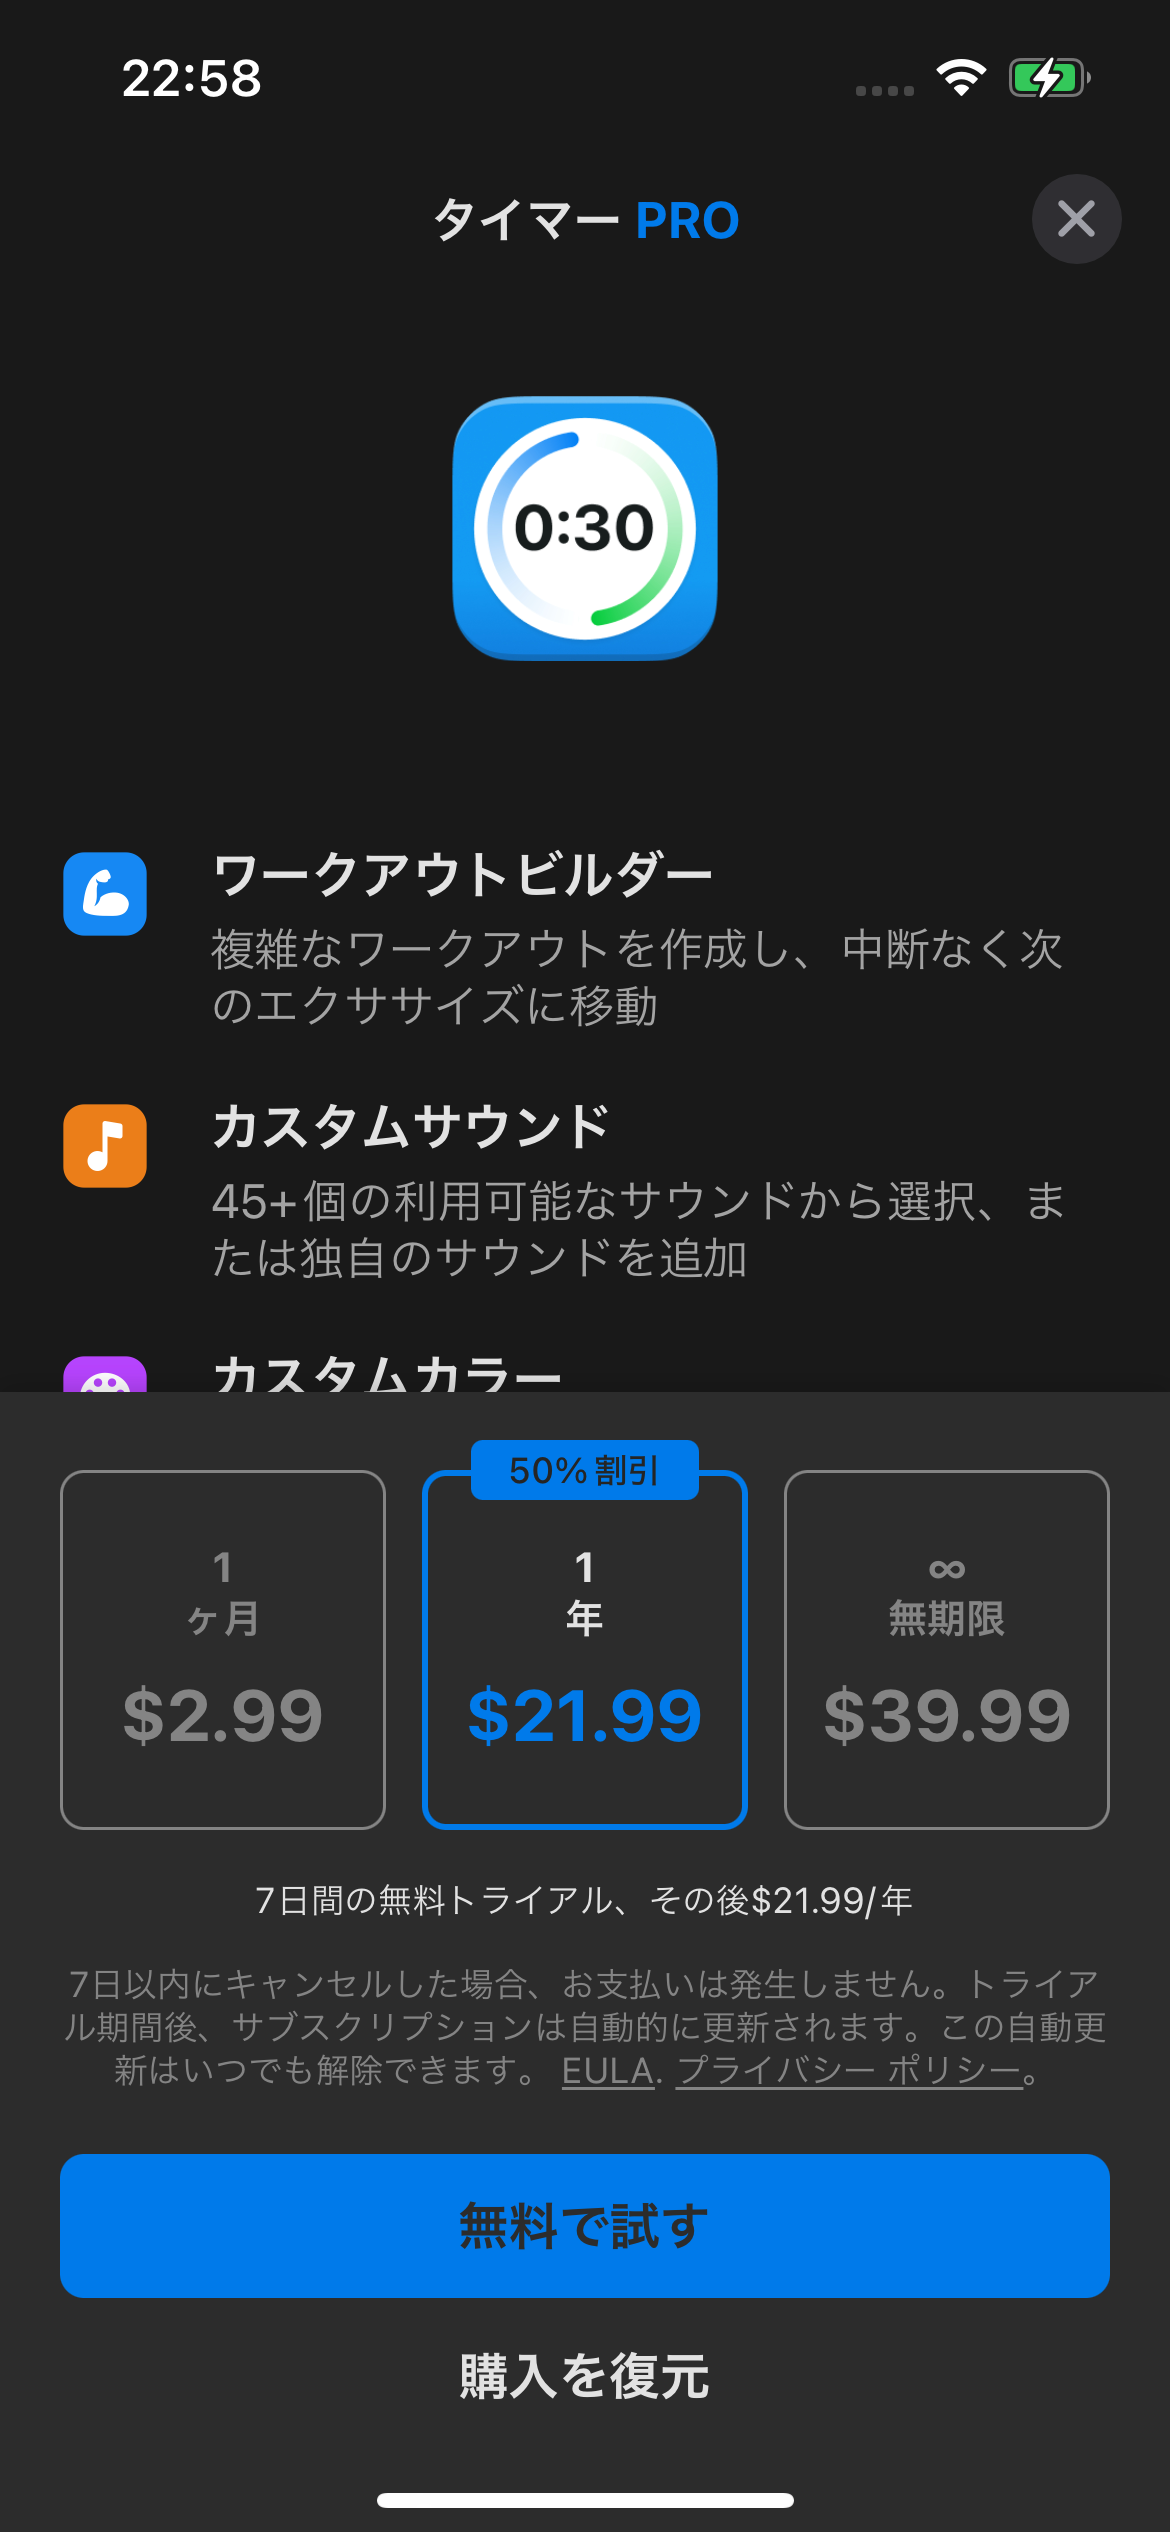 22:58
タイマー PRO
0:30
ワークアウトビルダー
複雑なワークアウトを作成し、中断なく次
のエクササイズに移動
カスタムサウンド
45+個の利用可能なサウンドから選択、ま
たは独自のサウンドを追加
カスタムカラー
50%割引
1
ヶ月
$2.99
1
年
$21.99
∞
無期限
$39.99
7日間の無料トライアル、その後$21.99/年
7日以内にキャンセルした場合、お支払いは発生しません。トライア
ル期間後、サブスクリプションは自動的に更新されます。この自動更
新はいつでも解除できます。 EULA. プライバシー ポリシー。
無料で試す
購入を復元